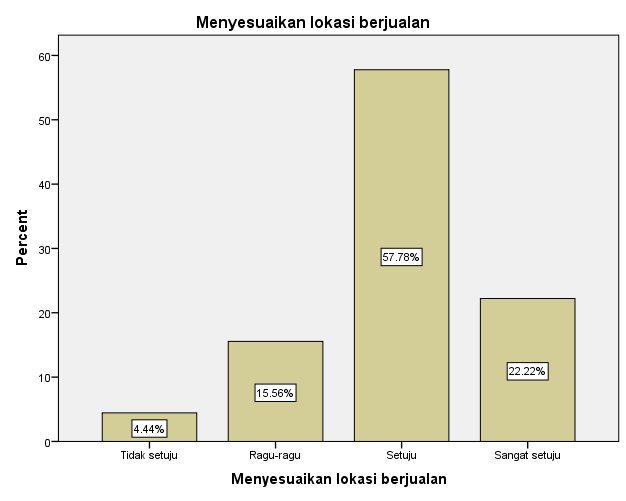 Menyesuaikan lokasi berjualan
Percent
60
50
40
30
20
10
0
4.44%
15.56%
57.78%
22.22%
Tidak setuju
Ragu-ragu
Setuju
Sangat setuju
Menyesuaikan lokasi berjualan